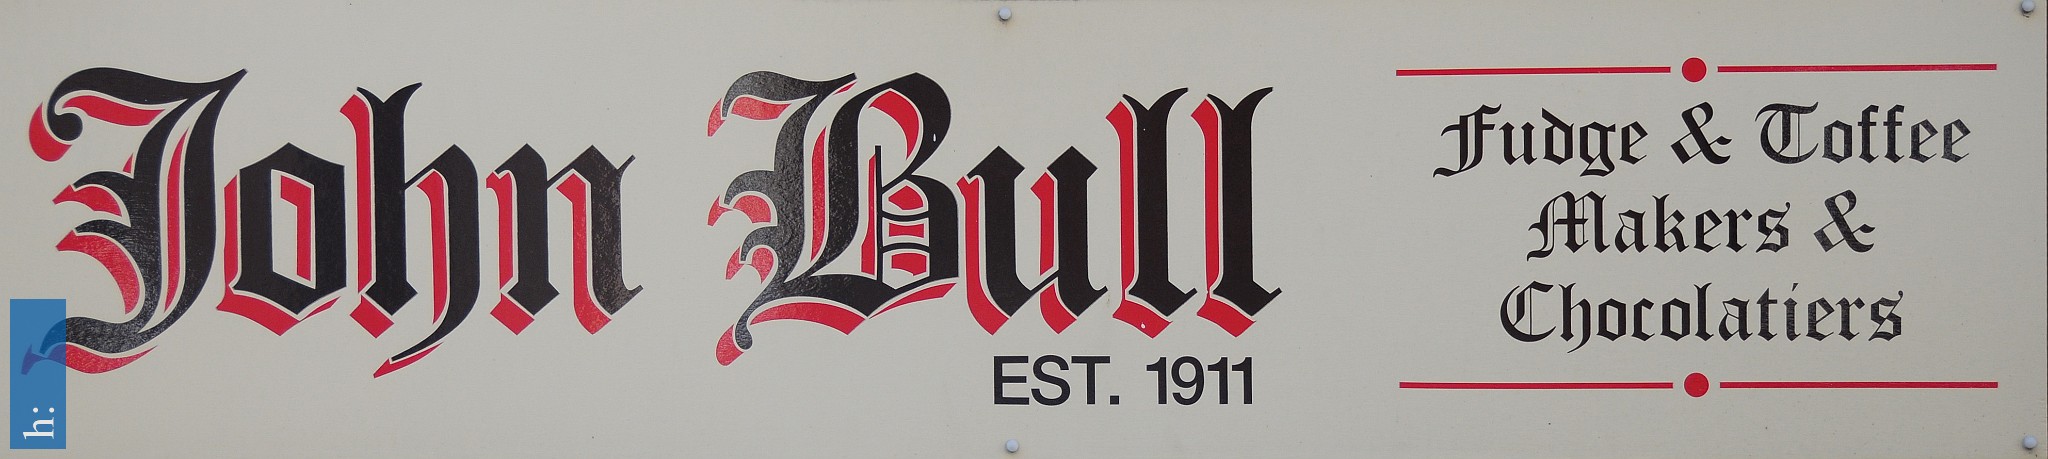 John Bull
EST. 1911
Fudge & Toffee
Makers &
Chocolatiers
h: